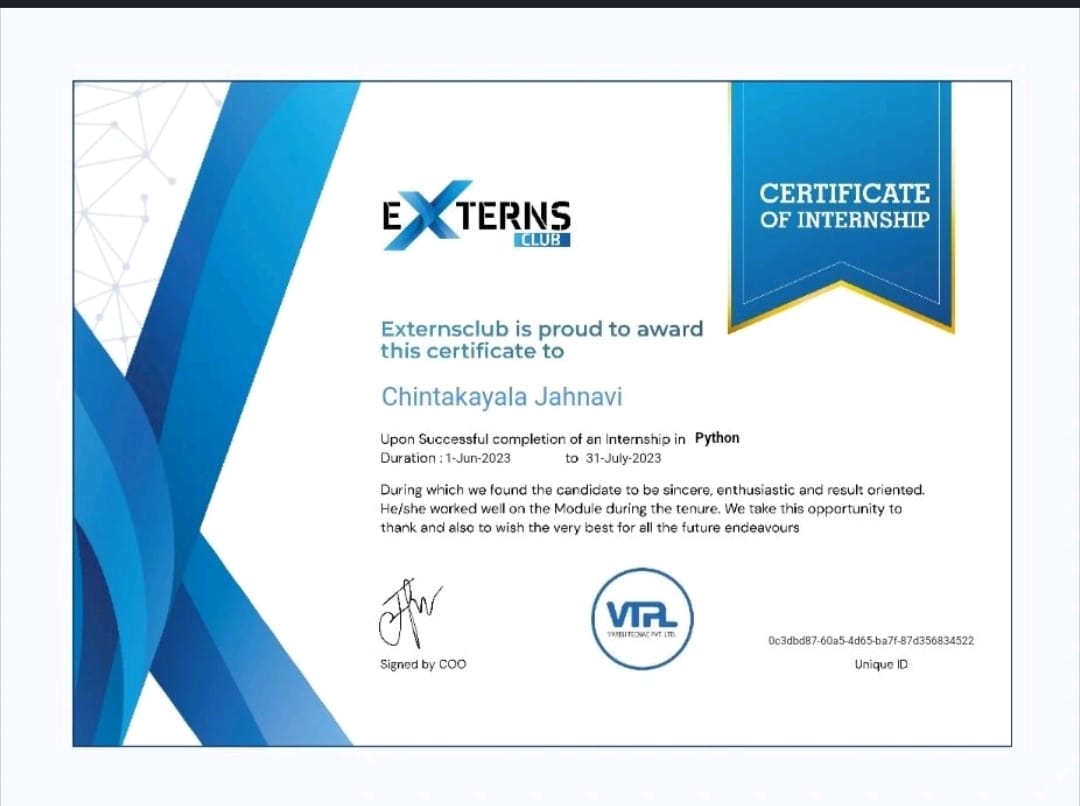 EXTERNS
CLUB
CERTIFICATE
OF INTERNSHIP
Externsclub is proud to award
this certificate to
Chintakayala Jahnavi
Upon Successful completion of an Internship in Python
Duration : 1-Jun-2023 to 31-July-2023
During which we found the candidate to be sincere, enthusiastic and result oriented.
He/she worked well on the Module during the tenure. We take this opportunity to
thank and also to wish the very best for all the future endeavours
VTPL
PVT. LTD.
0c3dbd87-60a5-4d65-ba7f-87d356834522
Signed by COO
Unique ID